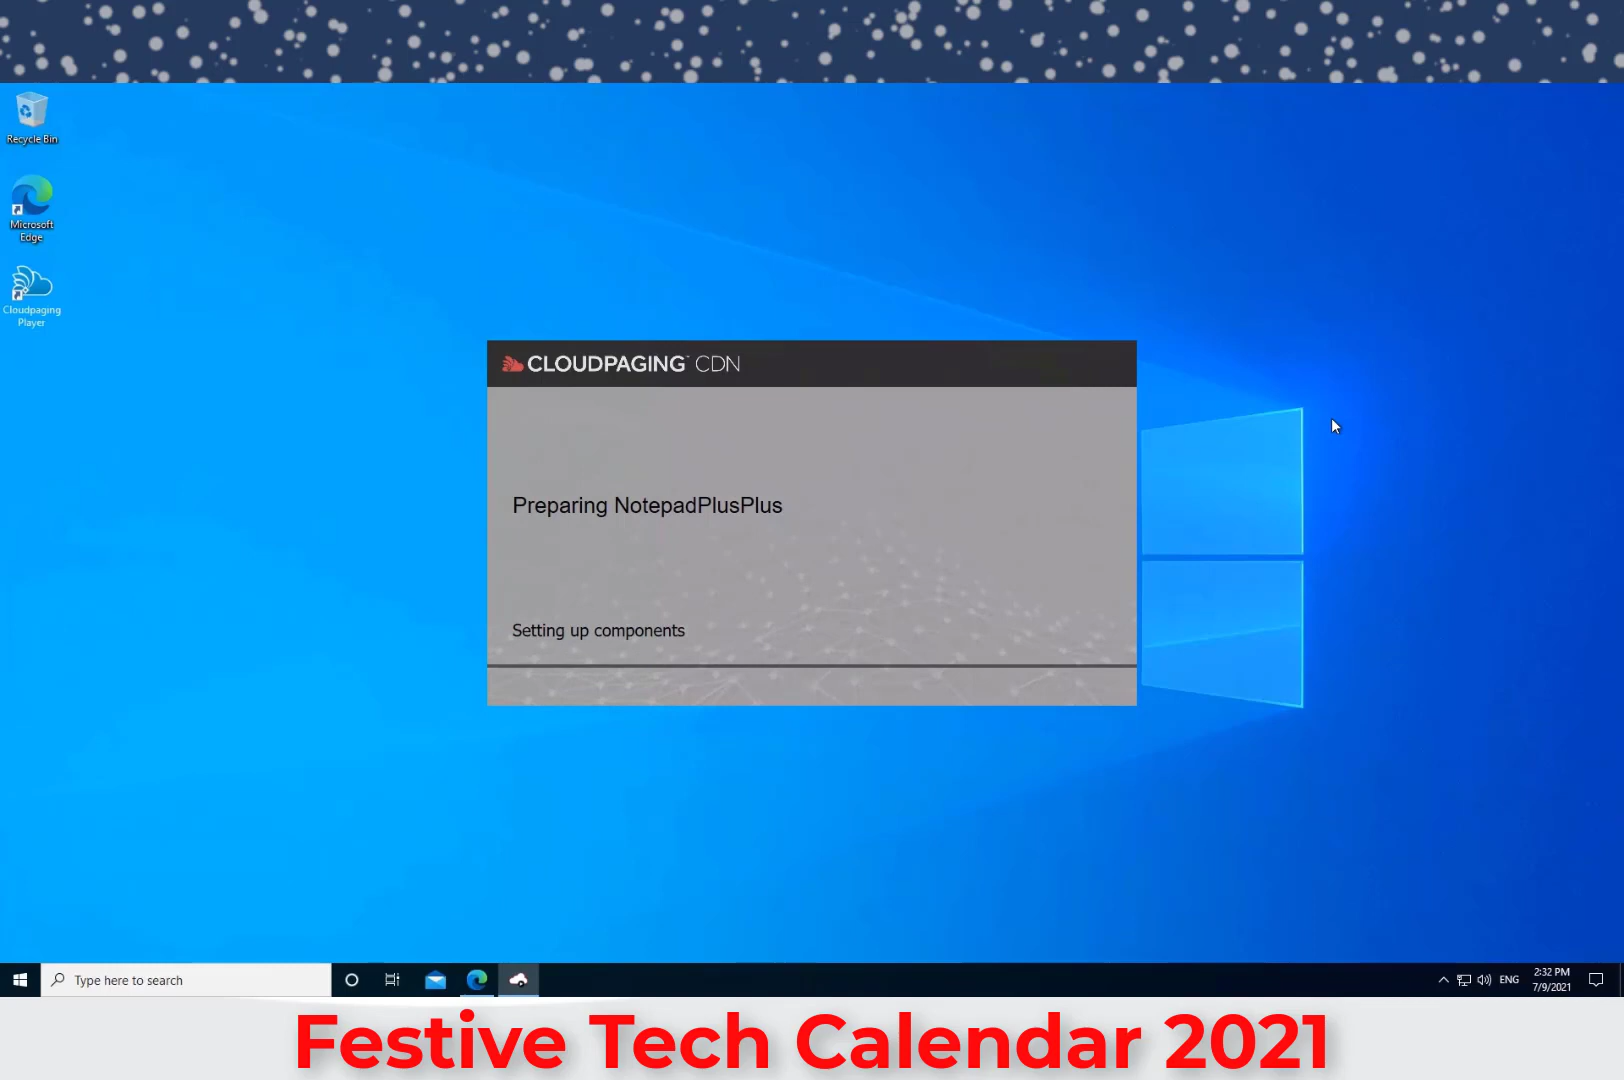 Recycle Bin
Microsoft
Edge
Cloudpaging
Player
CLOUDPAGING™ CDN
Preparing NotepadPlusPlus
Setting up components
Type here to search
ENG
2:32 PM
7/9/2021
Festive Tech Calendar 2021